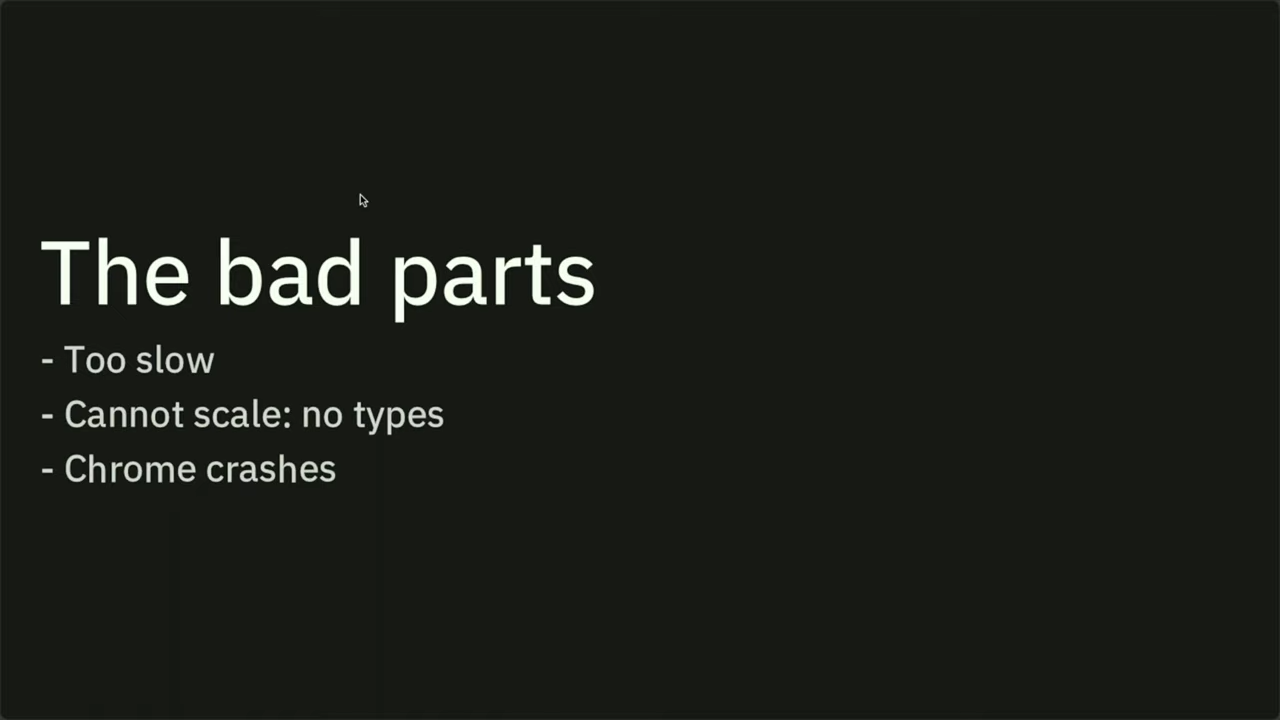 The bad parts
- Too slow
- Cannot scale: no types
- Chrome crashes